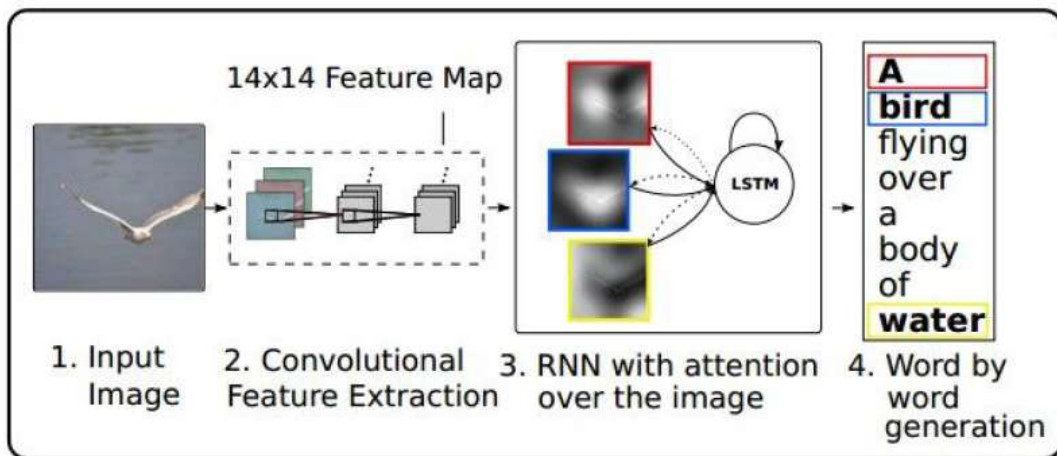 14x14 Feature Map
LSTM
A
bird
flying
over
a
body
of
water
1. Input
Image
2. Convolutional
Feature Extraction
3. RNN with attention
over the image
4. Word by
word
generation